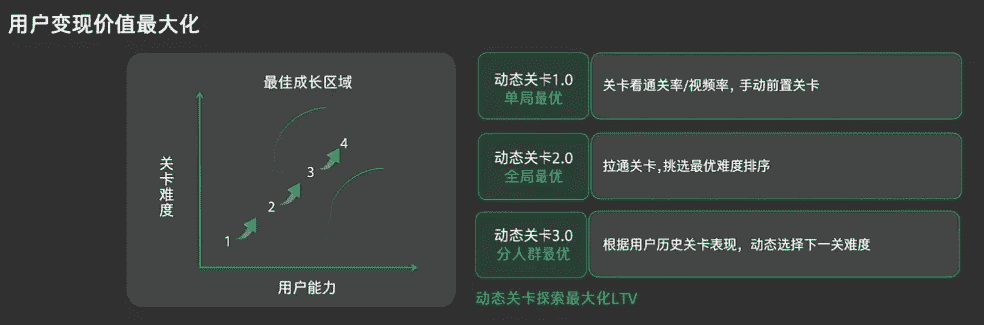 用户变现价值最大化
最佳成长区域
关卡难度
1
2
3
4
用户能力
动态关卡1.0
单局最优
关卡看通关率/视频率, 手动前置关卡
动态关卡2.0
全局最优
拉通关卡,挑选最优难度排序
动态关卡3.0
分人群最优
根据用户历史关卡表现，动态选择下一关难度
动态关卡探索最大化LTV